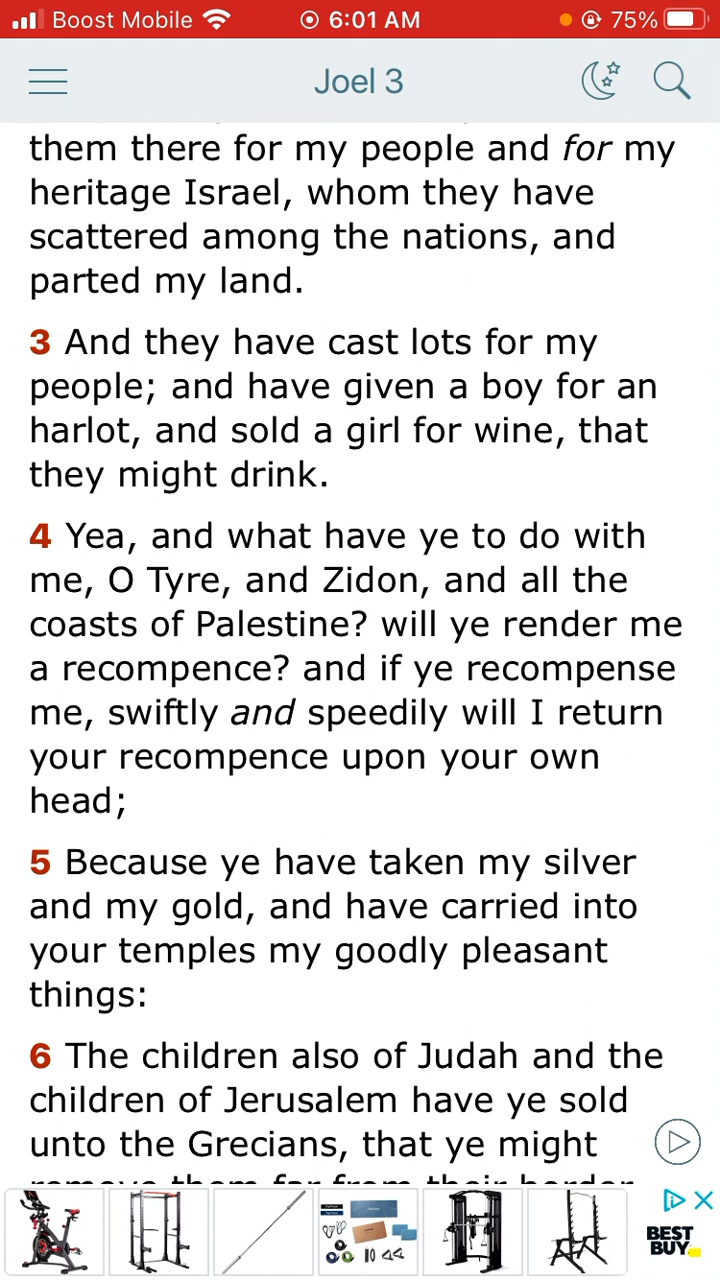 Boost Mobile 6:01 AM 75%
Joel 3
them there for my people and for my
heritage Israel, whom they have
scattered among the nations, and
parted my land.
3 And they have cast lots for my
people; and have given a boy for an
harlot, and sold a girl for wine, that
they might drink.
4 Yea, and what have ye to do with
me, O Tyre, and Zidon, and all the
coasts of Palestine? will ye render me
a recompence? and if ye recompense
me, swiftly and speedily will I return
your recompence upon your own
head;
5 Because ye have taken my silver
and my gold, and have carried into
your temples my goodly pleasant
things:
6 The children also of Judah and the
children of Jerusalem have ye sold
unto the Grecians, that ye might
remove them far from their border
BEST
BUY